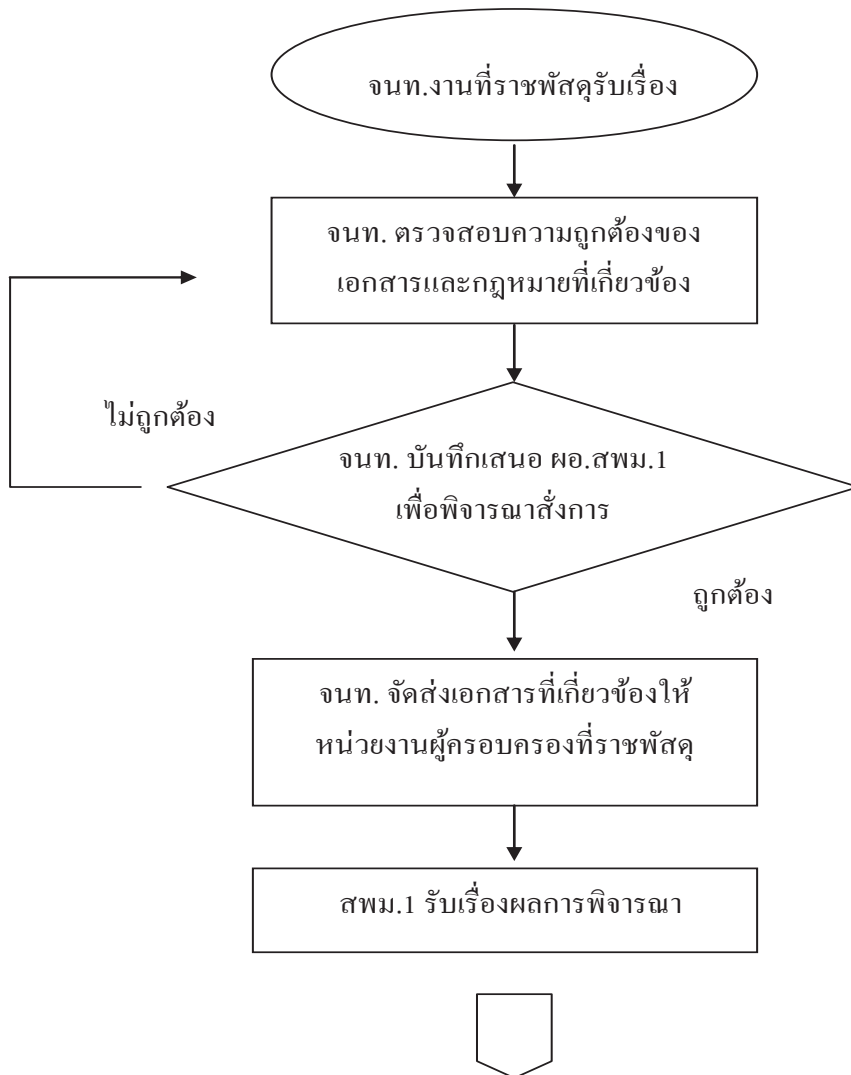 จนท.งานที่ราชพัสดุรับเรื่อง
จนท. ตรวจสอบความถูกต้องของ
เอกสารและกฎหมายที่เกี่ยวข้อง
ไม่ถูกต้อง
จนท. บันทึกเสนอ ผอ.สพม.1
เพื่อพิจารณาสั่งการ
ถูกต้อง
จนท. จัดส่งเอกสารที่เกี่ยวข้องให้
หน่วยงานผู้ครอบครองที่ราชพัสดุ
สพม.1 รับเรื่องผลการพิจารณา